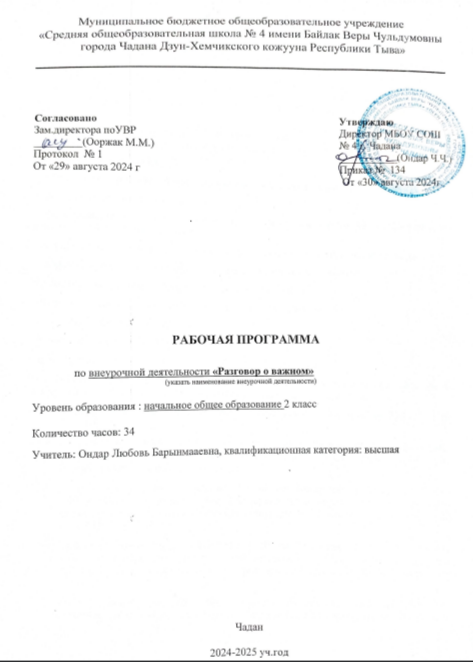 Муниципальное бюджетное общеобразовательное учреждение
«Средняя общеобразовательная школа № 4 имени Байлак Веры Чульдумовны
города Чадана Дзун-Хемчикского кожууна Республики Тыва»
Согласовано
Зам.директора поУВР
(Ооржак М.М.)
Протокол № 1
От «29» августа 2024 г
Утверждаю
Директор МБОУ СОШ
№ 4 г. Чадана
(Ондар Ч.Ч.)
Приказ № 134
От «30» августа 2024г.
РАБОЧАЯ ПРОГРАММА
по внеурочной деятельности «Разговор о важном»
(указать наименование внеурочной деятельности)
Уровень образования : начальное общее образование 2 класс
Количество часов: 34
Учитель: Ондар Любовь Барынмааевна, квалификационная категория: высшая
Чадан
2024-2025 уч.год